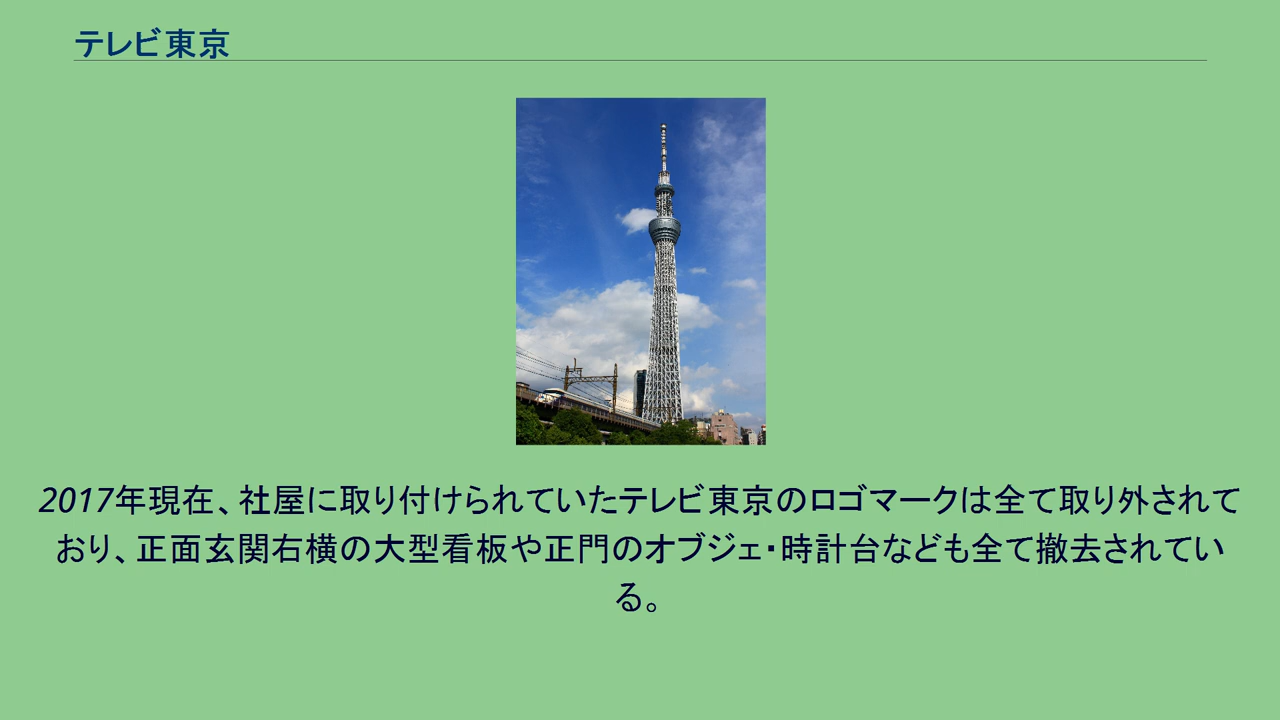 テレビ東京
2017年現在、社屋に取り付けられていたテレビ東京のロゴマークは全て取り外されて
おり、正面玄関右横の大型看板や正門のオブジェ・時計台なども全て撤去されてい
る。